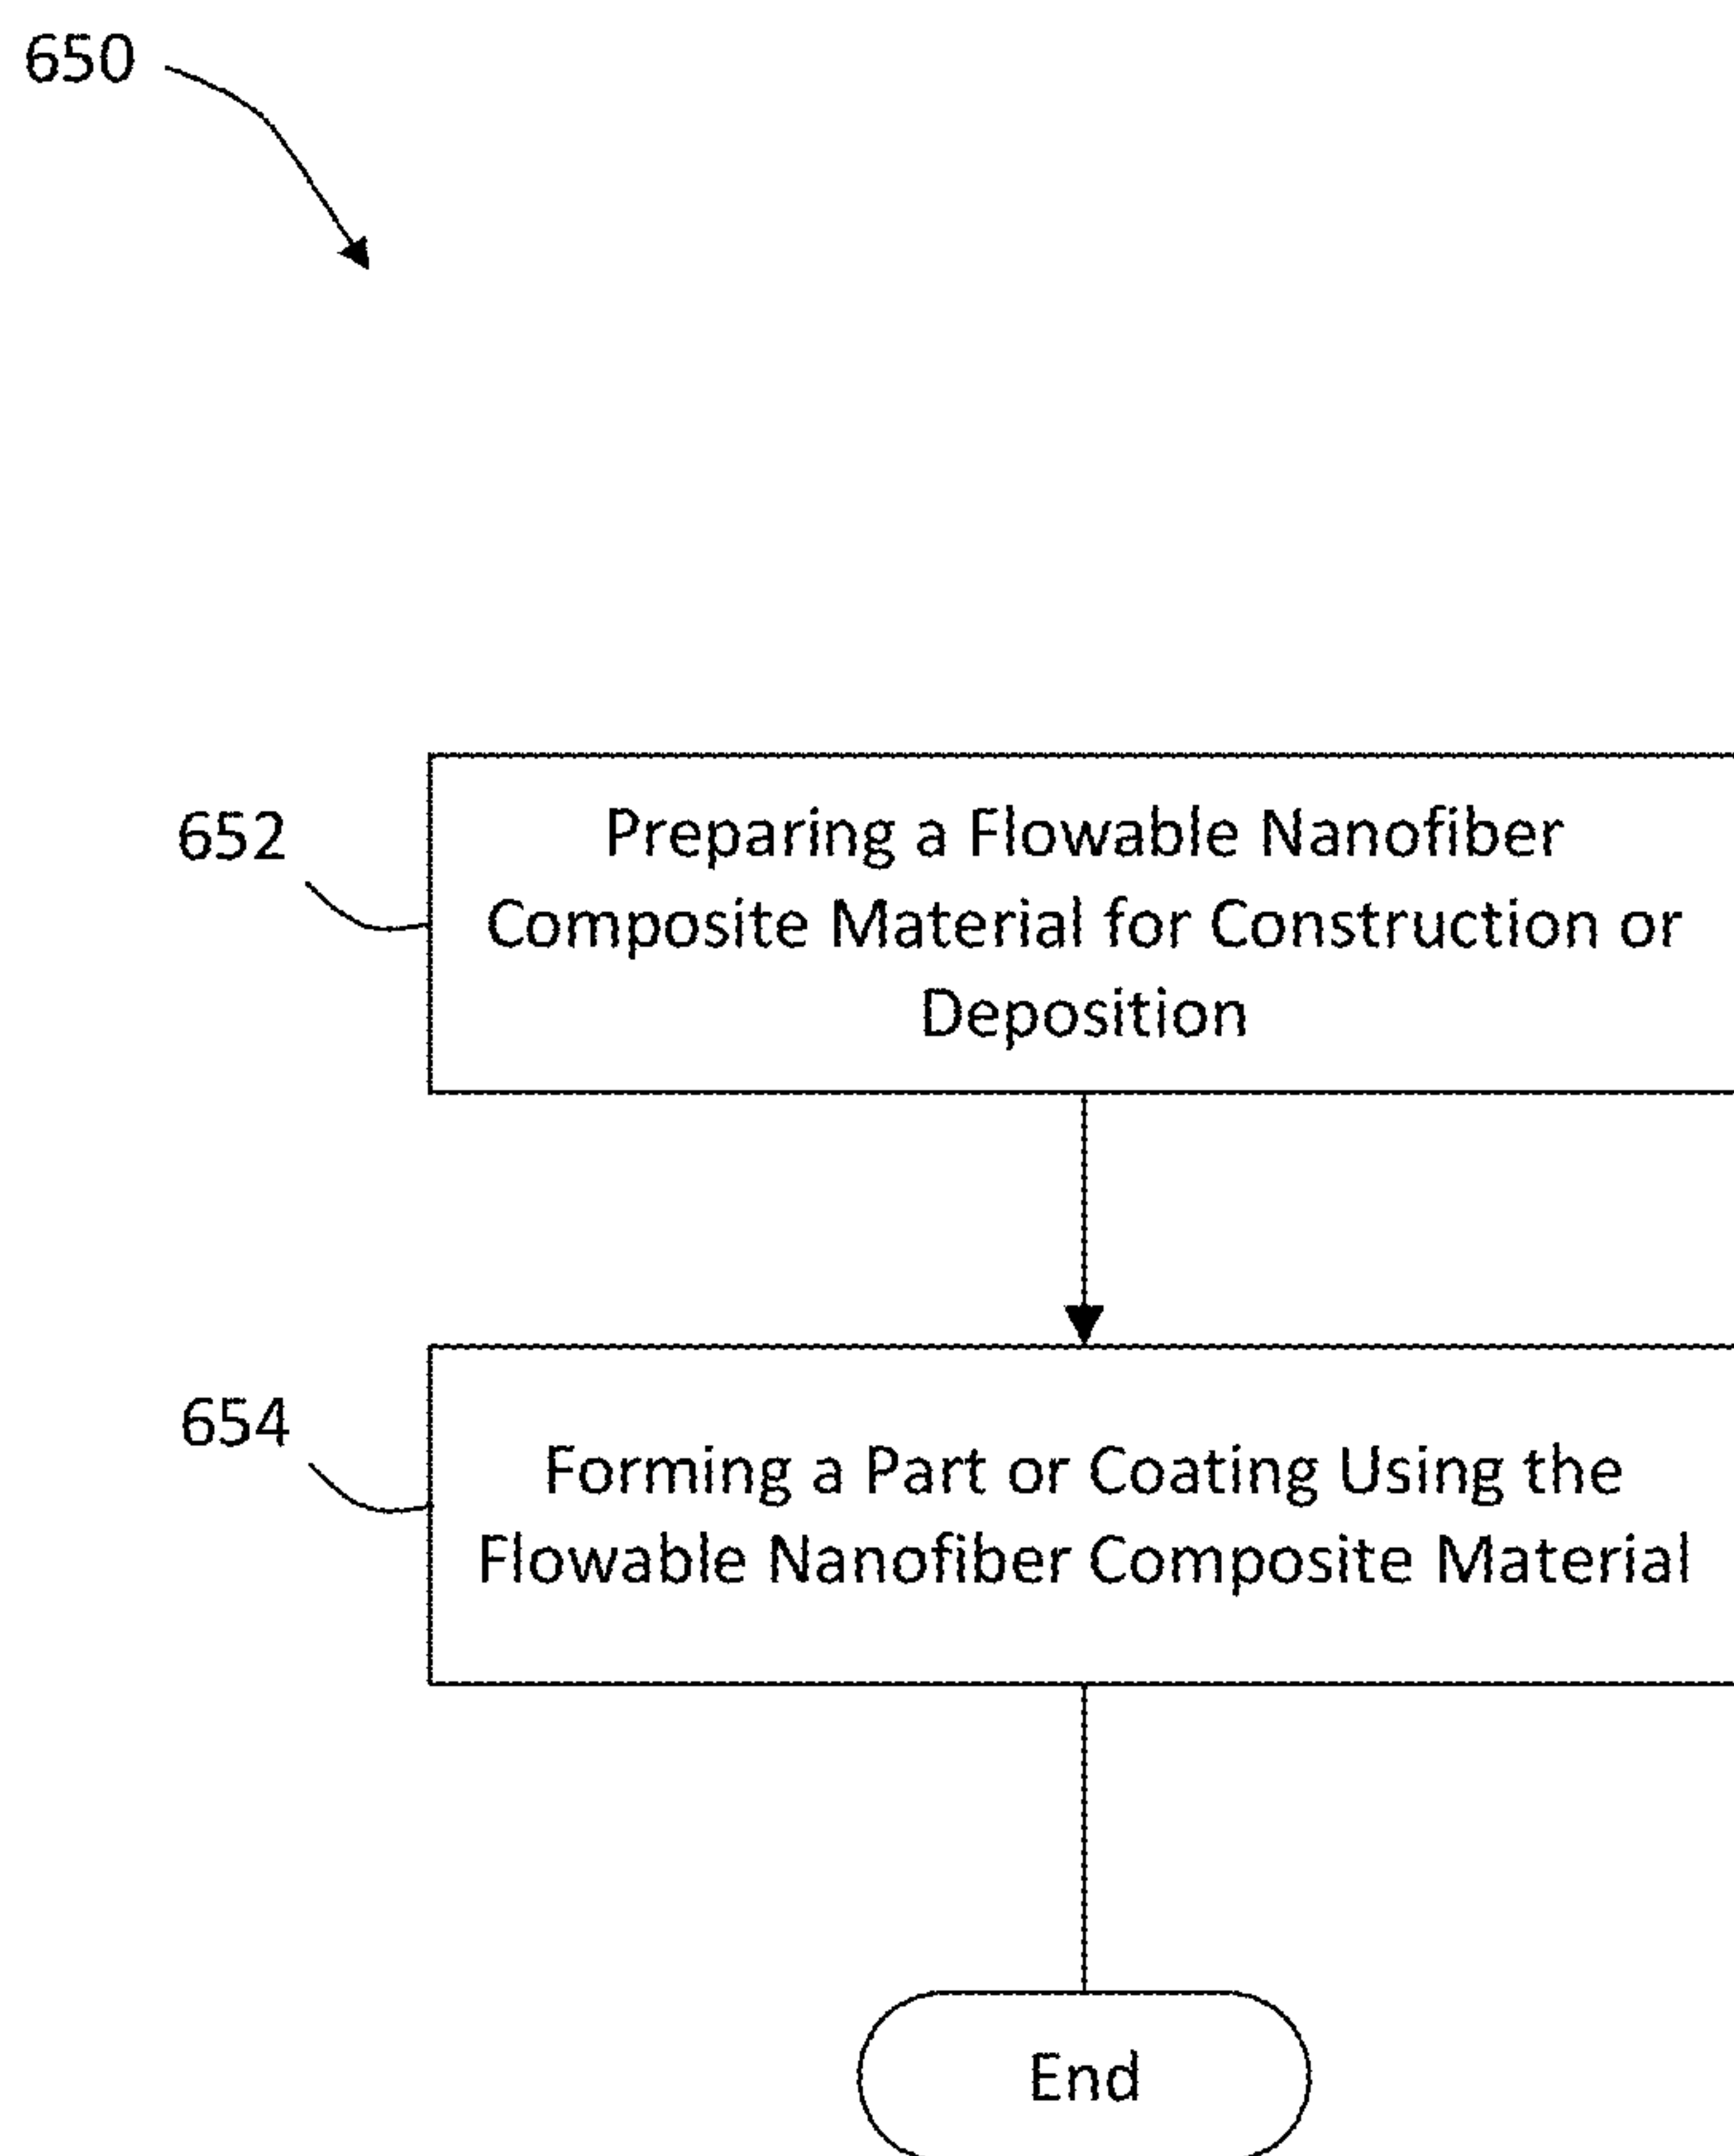 650
652
Preparing a Flowable Nanofiber
Composite Material for Construction or
Deposition
654
Forming a Part or Coating Using the
Flowable Nanofiber Composite Material
End